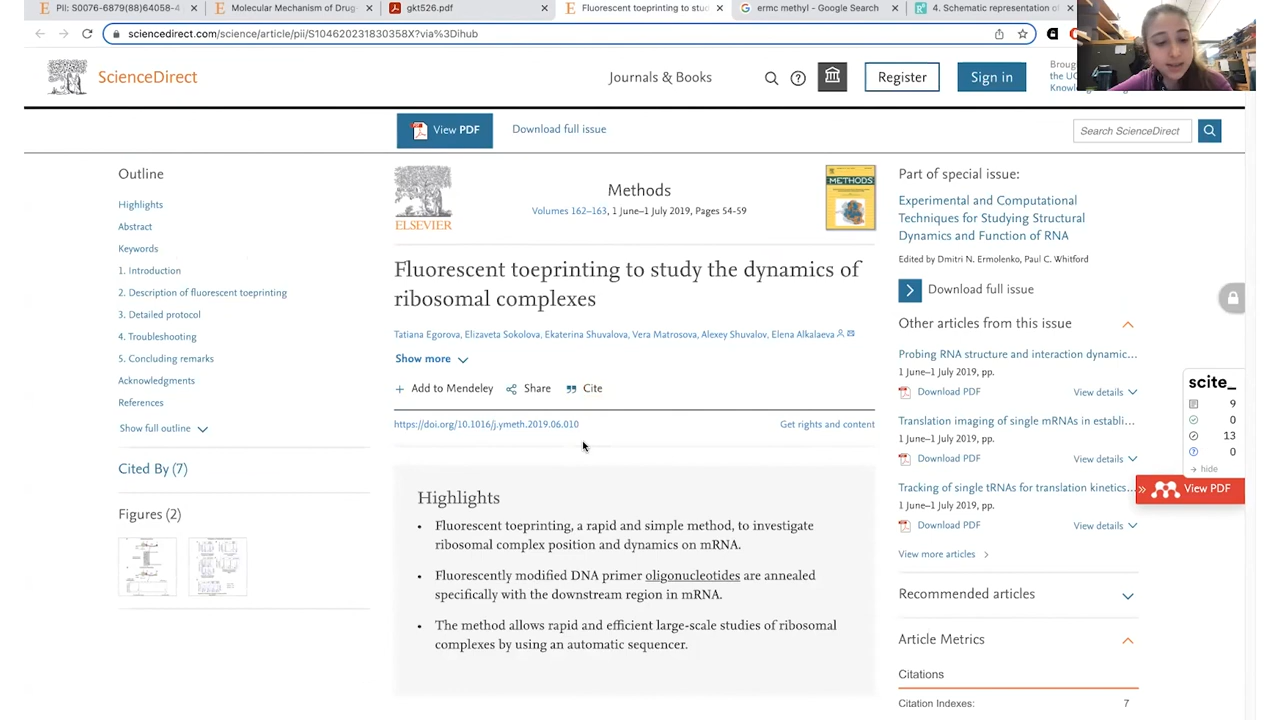 PII: S0076-6879(88)64058-4
Molecular Mechanism of Drug-
gkt526.pdf
Fluorescent toeprinting to stud
ermc methyl - Google Search
4. Schematic representation of
sciencedirect.com/science/article/pii/S104620231830358X?via%3Dihub
ScienceDirect
Journals & Books
Register
Sign in
View PDF
Download full issue
Search ScienceDirect
Outline
Highlights
Abstract
Keywords
1. Introduction
2. Description of fluorescent toeprinting
3. Detailed protocol
4. Troubleshooting
5. Concluding remarks
Acknowledgments
References
Show full outline
Cited By (7)
Figures (2)
ELSEVIER
Methods
Volumes 162–163, 1 June–1 July 2019, Pages 54-59
METHODS
Fluorescent toeprinting to study the dynamics of
ribosomal complexes
Tatiana Egorova, Elizaveta Sokolova, Ekaterina Shuvalova, Vera Matrosova, Alexey Shuvalov, Elena Alkalaeva
Show more
Add to Mendeley
Share
Cite
https://doi.org/10.1016/j.ymeth.2019.06.010
Get rights and content
Highlights
• Fluorescent toeprinting, a rapid and simple method, to investigate
ribosomal complex position and dynamics on mRNA.
• Fluorescently modified DNA primer oligonucleotides are annealed
specifically with the downstream region in mRNA.
• The method allows rapid and efficient large-scale studies of ribosomal
complexes by using an automatic sequencer.
Part of special issue:
Experimental and Computational
Techniques for Studying Structural
Dynamics and Function of RNA
Edited by Dmitri N. Ermolenko, Paul C. Whitford
Download full issue
Other articles from this issue
Probing RNA structure and interaction dynamic...
1 June–1 July 2019, pp.
Download PDF
View details
Translation imaging of single mRNAs in establi...
1 June–1 July 2019, pp.
Download PDF
View details
Tracking of single tRNAs for translation kinetics...
1 June–1 July 2019, pp.
Download PDF
View details
View more articles
Recommended articles
Article Metrics
Citations
Citation Indexes: 7
scite_
9
0
13
0
hide
View PDF